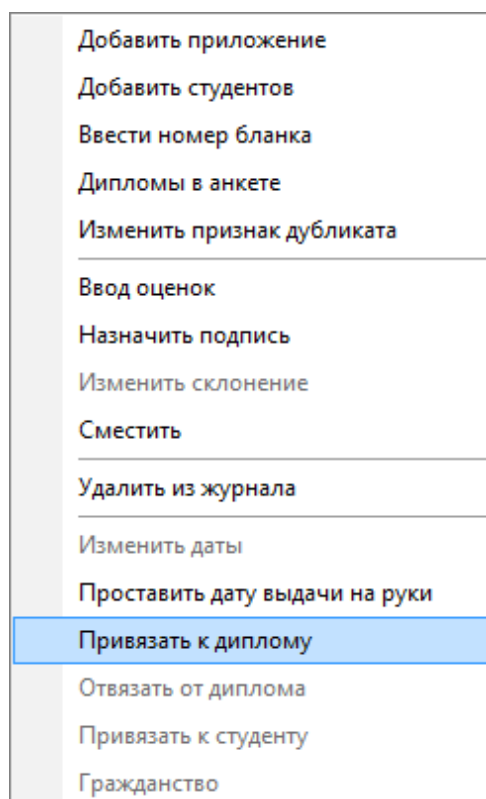 Добавить приложение
Добавить студентов
Ввести номер бланка
Дипломы в анкете
Изменить признак дубликата
Ввод оценок
Назначить подпись
Изменить склонение
Сместить
Удалить из журнала
Изменить даты
Проставить дату выдачи на руки
Привязать к диплому
Отвязать от диплома
Привязать к студенту
Гражданство